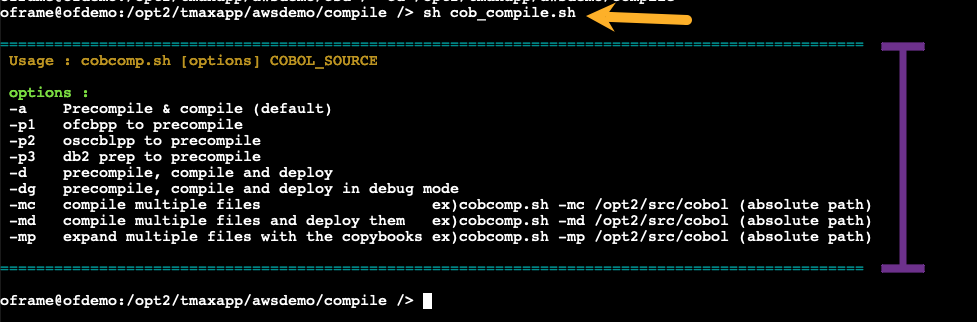 oframe@ofdemo:/opt2/tmaxapp/awsdemo/compile /> sh cob_compile.sh
================================================================================================
Usage : cobcomp.sh [options] COBOL_SOURCE
options :
-a Precompile & compile (default)
-p1 ofcbpp to precompile
-p2 osccblpp to precompile
-p3 db2 prep to precompile
-d precompile, compile and deploy
-dg precompile, compile and deploy in debug mode
-mc compile multiple files ex)cobcomp.sh -mc /opt2/src/cobol (absolute path)
-md compile multiple files and deploy them ex)cobcomp.sh -md /opt2/src/cobol (absolute path)
-mp expand multiple files with the copybooks ex)cobcomp.sh -mp /opt2/src/cobol (absolute path)
================================================================================================
oframe@ofdemo:/opt2/tmaxapp/awsdemo/compile />